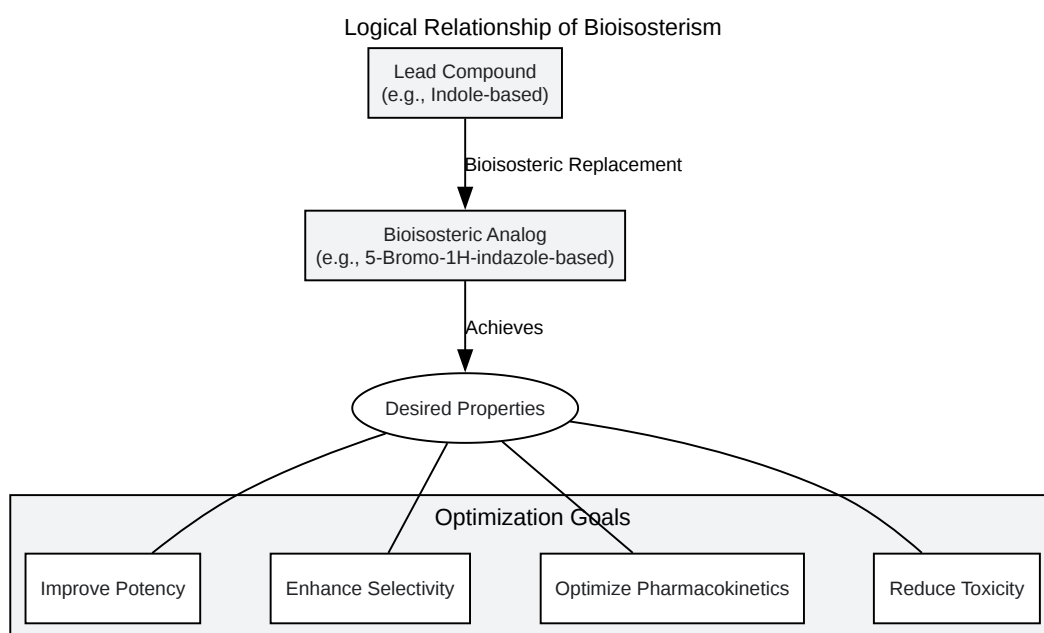 Logical Relationship of Bioisosterism
Lead Compound
(e.g., Indole-based)
Bioisosteric Replacement
Bioisosteric Analog
(e.g., 5-Bromo-1H-indazole-based)
Achieves
Desired Properties
Optimization Goals
Improve Potency
Enhance Selectivity
Optimize Pharmacokinetics
Reduce Toxicity